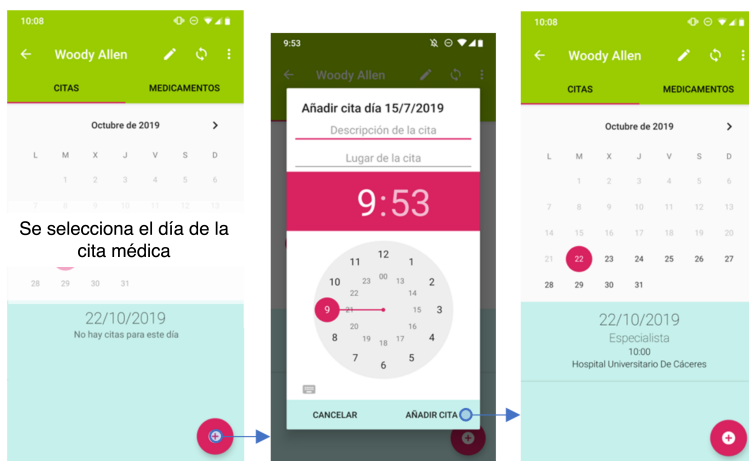 10:08
Woody Allen
CITAS MEDICAMENTOS
Octubre de 2019
L M X J V S D
1 2 3 4 5 6
Se selecciona el día de la
cita médica
28 29 30 31
22/10/2019
No hay citas para este día
9:53
Woody Allen
Añadir cita día 15/7/2019
Descripción de la cita
Lugar de la cita
9:53
12
11 1
00
23 13
10 2
22 14
9 21 15 3
20 16
8 19 17 4
18
7 5
6
CANCELAR AÑADIR CITA
10:08
Woody Allen
CITAS MEDICAMENTOS
Octubre de 2019
L M X J V S D
1 2 3 4 5 6
7 8 9 10 11 12 13
14 15 16 17 18 19 20
21 22 23 24 25 26 27
28 29 30 31
22/10/2019
Especialista
10:00
Hospital Universitario De Cáceres